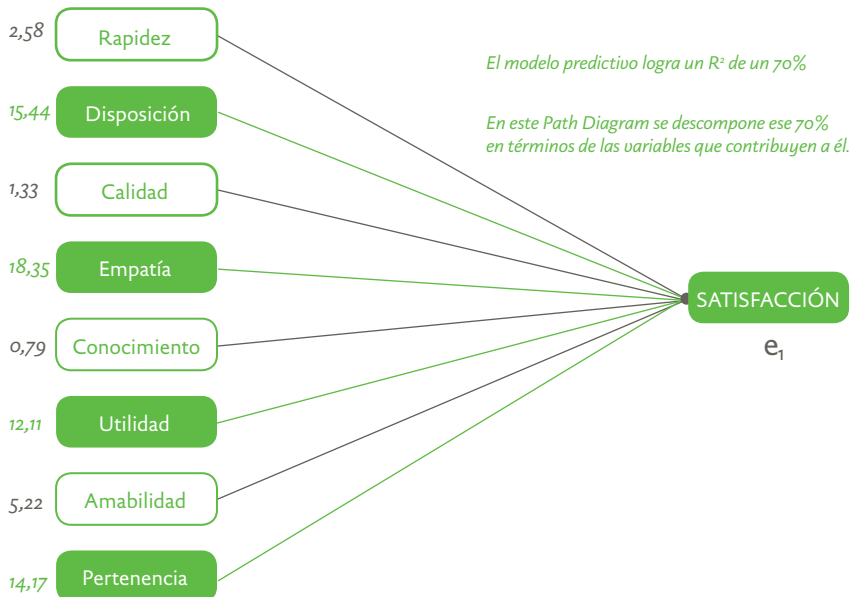 2,58 Rapidez
El modelo predictivo logra un R² de un 70%
15,44 Disposición
En este Path Diagram se descompone ese 70%
en términos de las variables que contribuyen a él.
1,33 Calidad
18,35 Empatía
SATISFACCIÓN
0,79 Conocimiento
e₁
12,11 Utilidad
5,22 Amabilidad
14,17 Pertenencia